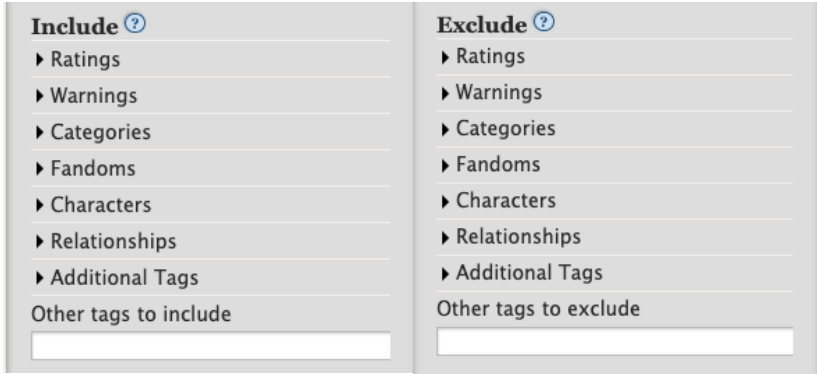 Include ?
Ratings
Warnings
Categories
Fandoms
Characters
Relationships
Additional Tags
Other tags to include
Exclude ?
Ratings
Warnings
Categories
Fandoms
Characters
Relationships
Additional Tags
Other tags to exclude